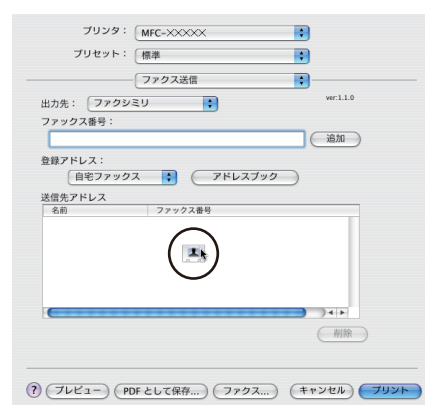 プリンタ： MFC-XXXXX
プリセット： 標準
ファクス送信
出力先： ファクシミリ
ver:1.1.0
ファックス番号：
追加
登録アドレス：
自宅ファックス アドレスブック
送信先アドレス
名前 ファックス番号
削除
? プレビュー PDF として保存... ファクス... キャンセル プリント